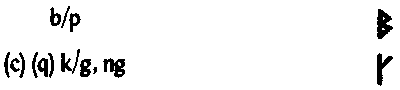 b/p ᛒ
(c) (q) k/g, ng ᚴ